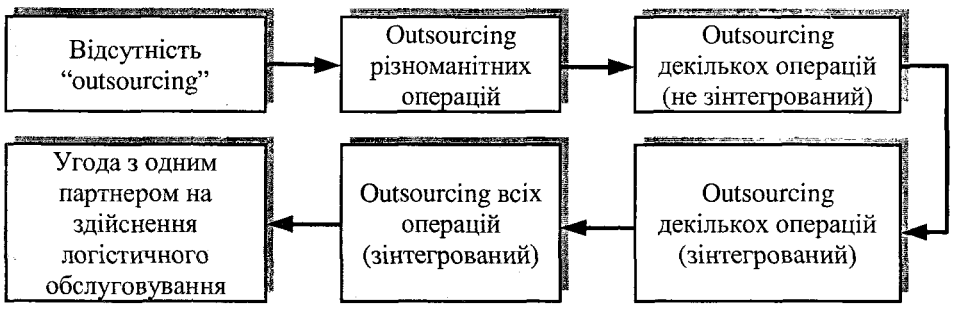 Відсутність
“outsourcing”
Outsourcing
різноманітних
операцій
Outsourcing
декількох операцій
(не зінтегрований)
Угода з одним
партнером на
здійснення
логістичного
обслуговування
Outsourcing всіх
операцій
(зінтегрований)
Outsourcing
декількох операцій
(зінтегрований)